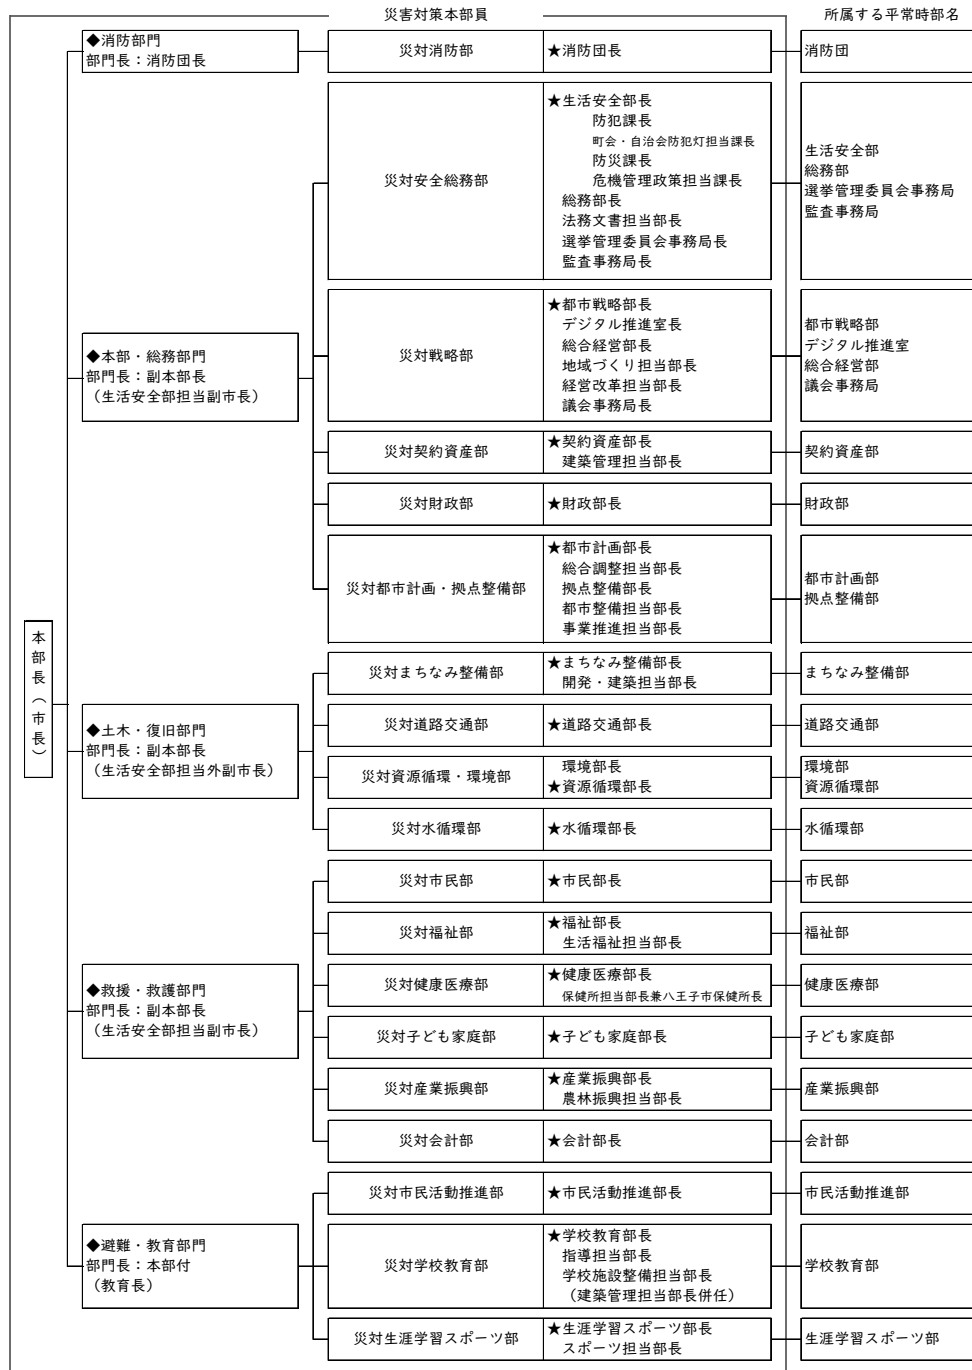 災害対策本部員
所属する平常時部名
本部長（市長）
◆消防部門
部門長：消防団長
災対消防部
★消防団長
消防団
◆本部・総務部門
部門長：副本部長
（生活安全部担当副市長）
災対安全総務部
★生活安全部長
防犯課長
町会・自治会防犯灯担当課長
防災課長
危機管理政策担当課長
総務部長
法務文書担当部長
選挙管理委員会事務局長
監査事務局長
生活安全部
総務部
選挙管理委員会事務局
監査事務局
災対戦略部
★都市戦略部長
デジタル推進室長
総合経営部長
地域づくり担当部長
経営改革担当部長
議会事務局長
都市戦略部
デジタル推進室
総合経営部
議会事務局
災対契約資産部
★契約資産部長
建築管理担当部長
契約資産部
災対財政部
★財政部長
財政部
災対都市計画・拠点整備部
★都市計画部長
総合調整担当部長
拠点整備部長
都市整備担当部長
事業推進担当部長
都市計画部
拠点整備部
◆土木・復旧部門
部門長：副本部長
（生活安全部担当外副市長）
災対まちなみ整備部
★まちなみ整備部長
開発・建築担当部長
まちなみ整備部
災対道路交通部
★道路交通部長
道路交通部
災対資源循環・環境部
環境部長
★資源循環部長
環境部
資源循環部
災対水循環部
★水循環部長
水循環部
◆救援・救護部門
部門長：副本部長
（生活安全部担当副市長）
災対市民部
★市民部長
市民部
災対福祉部
★福祉部長
生活福祉担当部長
福祉部
災対健康医療部
★健康医療部長
保健所担当部長兼八王子市保健所長
健康医療部
災対子ども家庭部
★子ども家庭部長
子ども家庭部
災対産業振興部
★産業振興部長
農林振興担当部長
産業振興部
災対会計部
★会計部長
会計部
◆避難・教育部門
部門長：本部付
（教育長）
災対市民活動推進部
★市民活動推進部長
市民活動推進部
災対学校教育部
★学校教育部長
指導担当部長
学校施設整備担当部長
（建築管理担当部長併任）
学校教育部
災対生涯学習スポーツ部
★生涯学習スポーツ部長
スポーツ担当部長
生涯学習スポーツ部